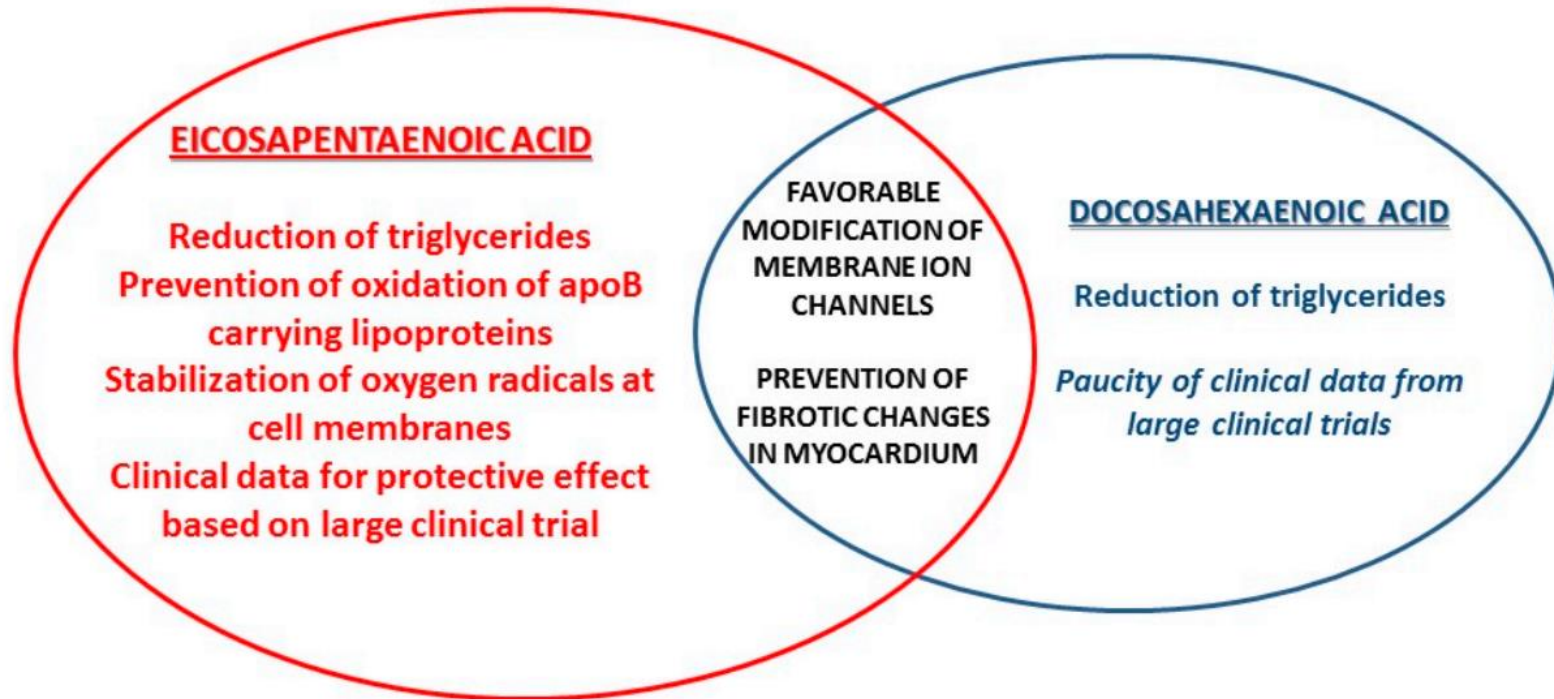 EICOSAPENTAENOIC ACID
Reduction of triglycerides
Prevention of oxidation of apoB
carrying lipoproteins
Stabilization of oxygen radicals at
cell membranes
Clinical data for protective effect
based on large clinical trial
FAVORABLE
MODIFICATION OF
MEMBRANE ION
CHANNELS
PREVENTION OF
FIBROTIC CHANGES
IN MYOCARDIUM
DOCOSAHEXAENOIC ACID
Reduction of triglycerides
Paucity of clinical data from
large clinical trials